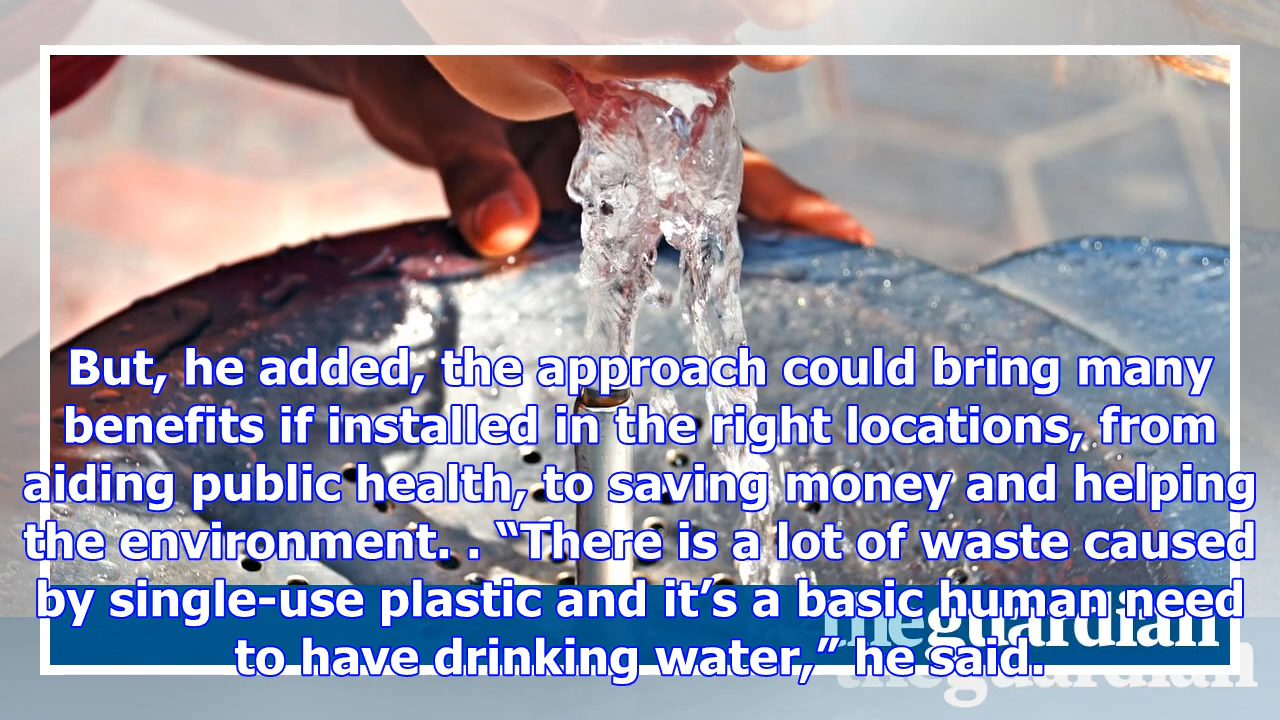 But, he added, the approach could bring many
benefits if installed in the right locations, from
aiding public health, to saving money and helping
the environment. . “There is a lot of waste caused
by single-use plastic and it’s a basic human need
to have drinking water,” he said.
theguardian
theguardian